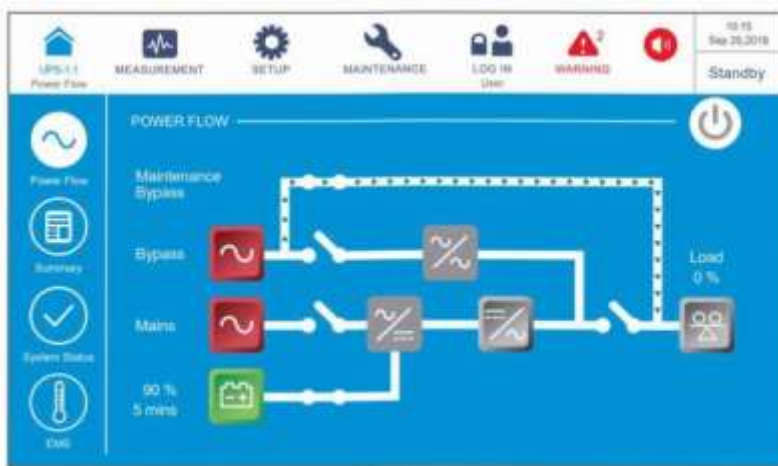 10:15
Sep 20,2019
UPS-1.1
Power Flow
MEASUREMENT
SETUP
MAINTENANCE
LOG IN
User
2
WARNING
Standby
POWER FLOW
Power Flow
Maintenance
Bypass
Summary
Bypass
Load
0 %
System Status
Mains
90 %
5 mins
EMS